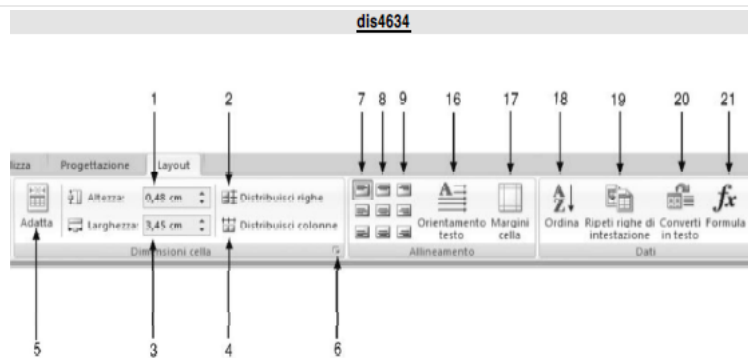 dis4634
1 2 7 8 9 16 17 18 19 20 21
lizza Progettazione Layout
Altezza: 0,48 cm Distribuisci righe
Adatta Larghezza: 3,45 cm Distribuisci colonne Orientamento testo Margini cella Ordina Ripeti righe di intestazione Converti in testo Formula
Dimensioni cella Allineamento Dati
5 3 4 6